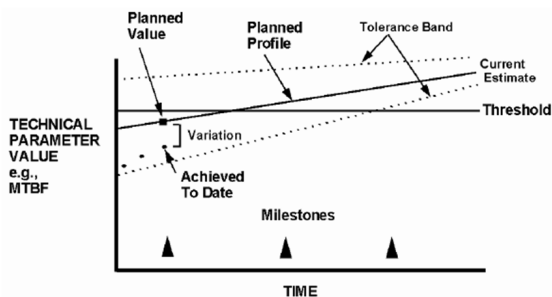 Planned
Value
Planned
Profile
Tolerance Band
Current
Estimate
Threshold
TECHNICAL
PARAMETER
VALUE
e.g.,
MTBF
Variation
Achieved
To Date
Milestones
TIME